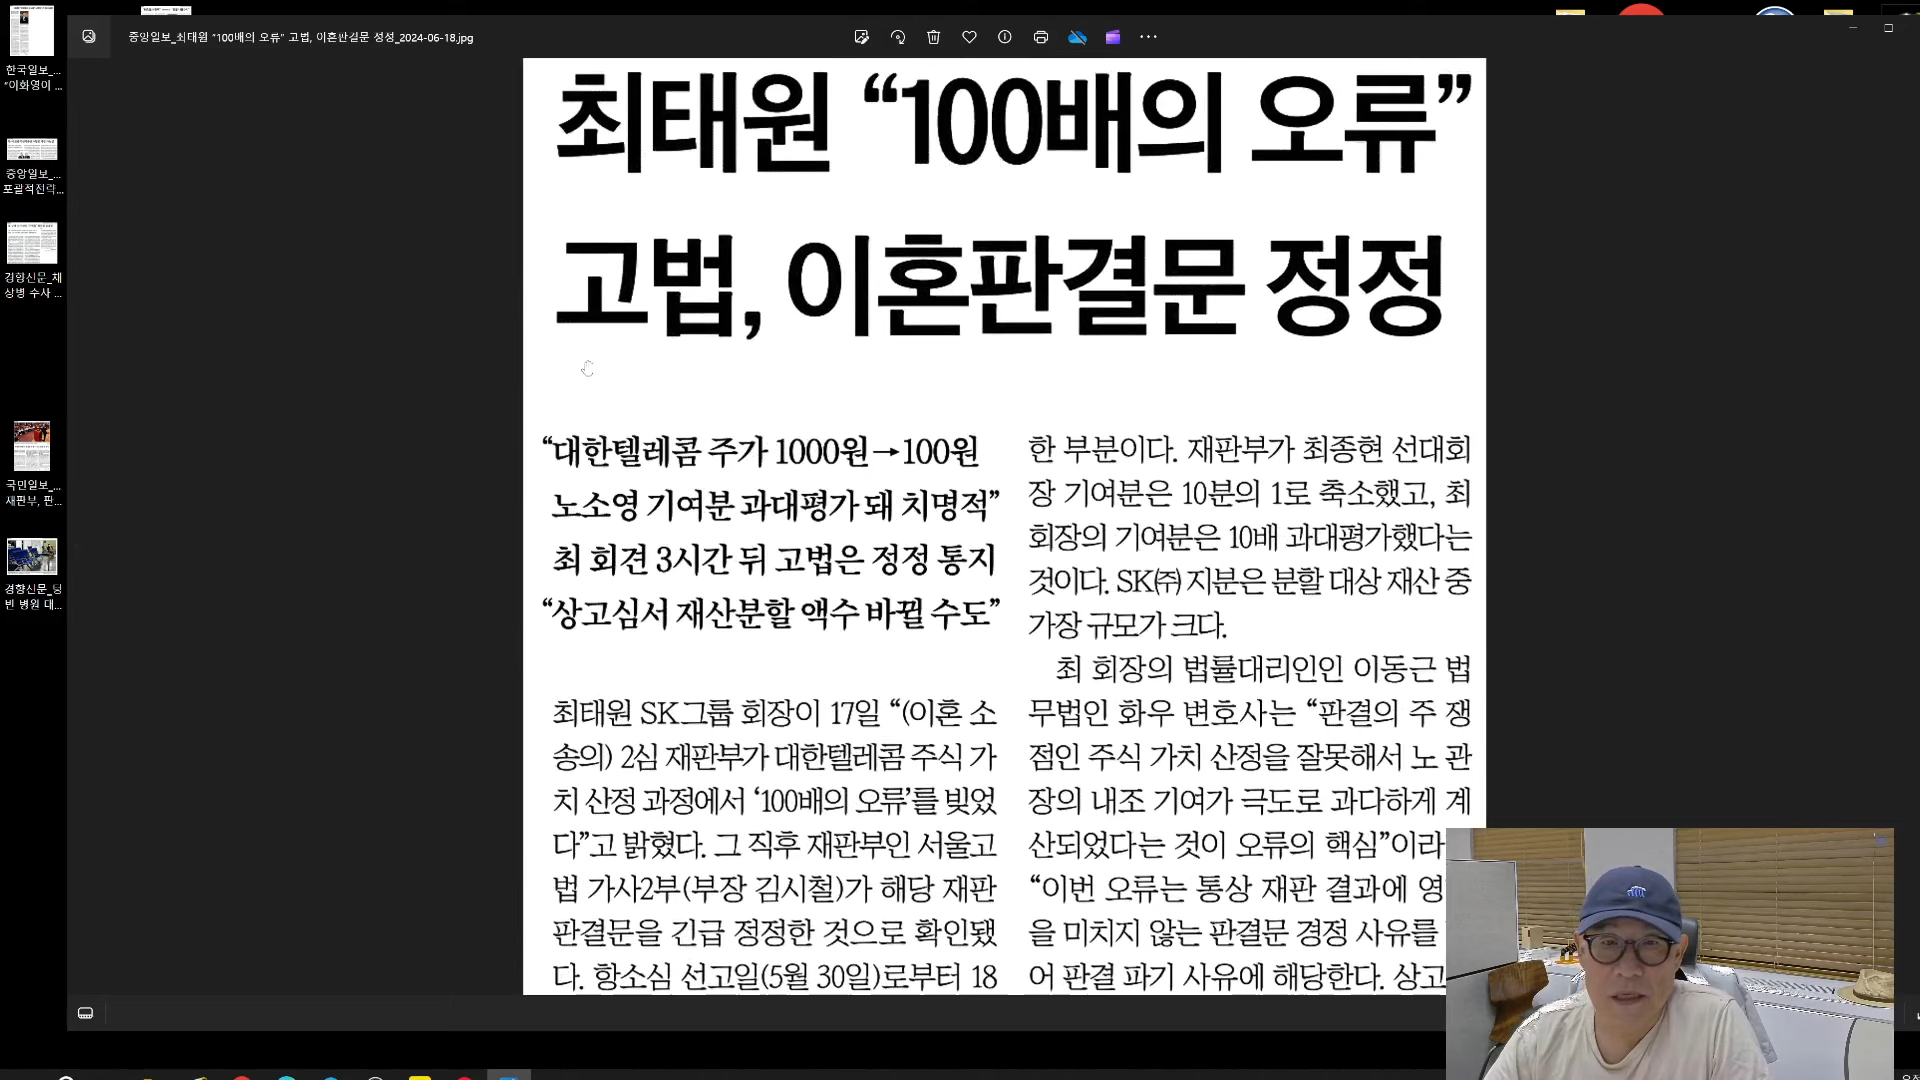 중앙일보_최태원 “100배의 오류” 고법, 이혼판결문 정정_2024-06-18.jpg
한국일보_...
“이화영이 ...
중앙일보_...
포괄적전략...
경향신문_채
상병 수사 ...
국민일보_...
재판부, 판...
경향신문_텅
빈 병원 대...
최태원 “100배의 오류”
고법, 이혼판결문 정정
“대한텔레콤 주가 1000원→100원
노소영 기여분 과대평가 돼 치명적”
최 회견 3시간 뒤 고법은 정정 통지
“상고심서 재산분할 액수 바뀔 수도”
최태원 SK그룹 회장이 17일 “(이혼 소
송의) 2심 재판부가 대한텔레콤 주식 가
치 산정 과정에서 ‘100배의 오류’를 빚었
다”고 밝혔다. 그 직후 재판부인 서울고
법 가사2부(부장 김시철)가 해당 재판
판결문을 긴급 정정한 것으로 확인됐
다. 항소심 선고일(5월 30일)로부터 18
한 부분이다. 재판부가 최종현 선대회
장 기여분은 10분의 1로 축소했고, 최
회장의 기여분은 10배 과대평가했다는
것이다. SK㈜ 지분은 분할 대상 재산 중
가장 규모가 크다.
최 회장의 법률대리인인 이동근 법
무법인 화우 변호사는 “판결의 주 쟁
점인 주식 가치 산정을 잘못해서 노 관
장의 내조 기여가 극도로 과다하게 계
산되었다는 것이 오류의 핵심”이라
“이번 오류는 통상 재판 결과에 영
을 미치지 않는 판결문 경정 사유를
어 판결 파기 사유에 해당한다. 상고